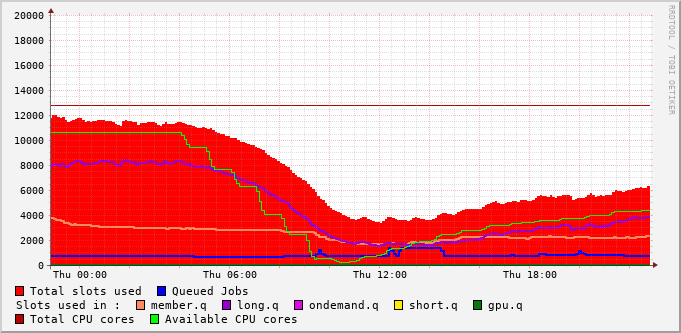 20000
18000
16000
14000
12000
10000
8000
6000
4000
2000
0
Thu 00:00 Thu 06:00 Thu 12:00 Thu 18:00
Total slots used Queued Jobs
Slots used in : member.q long.q ondemand.q short.q gpu.q
Total CPU cores Available CPU cores
RRDTOOL / TOBI OETIKER